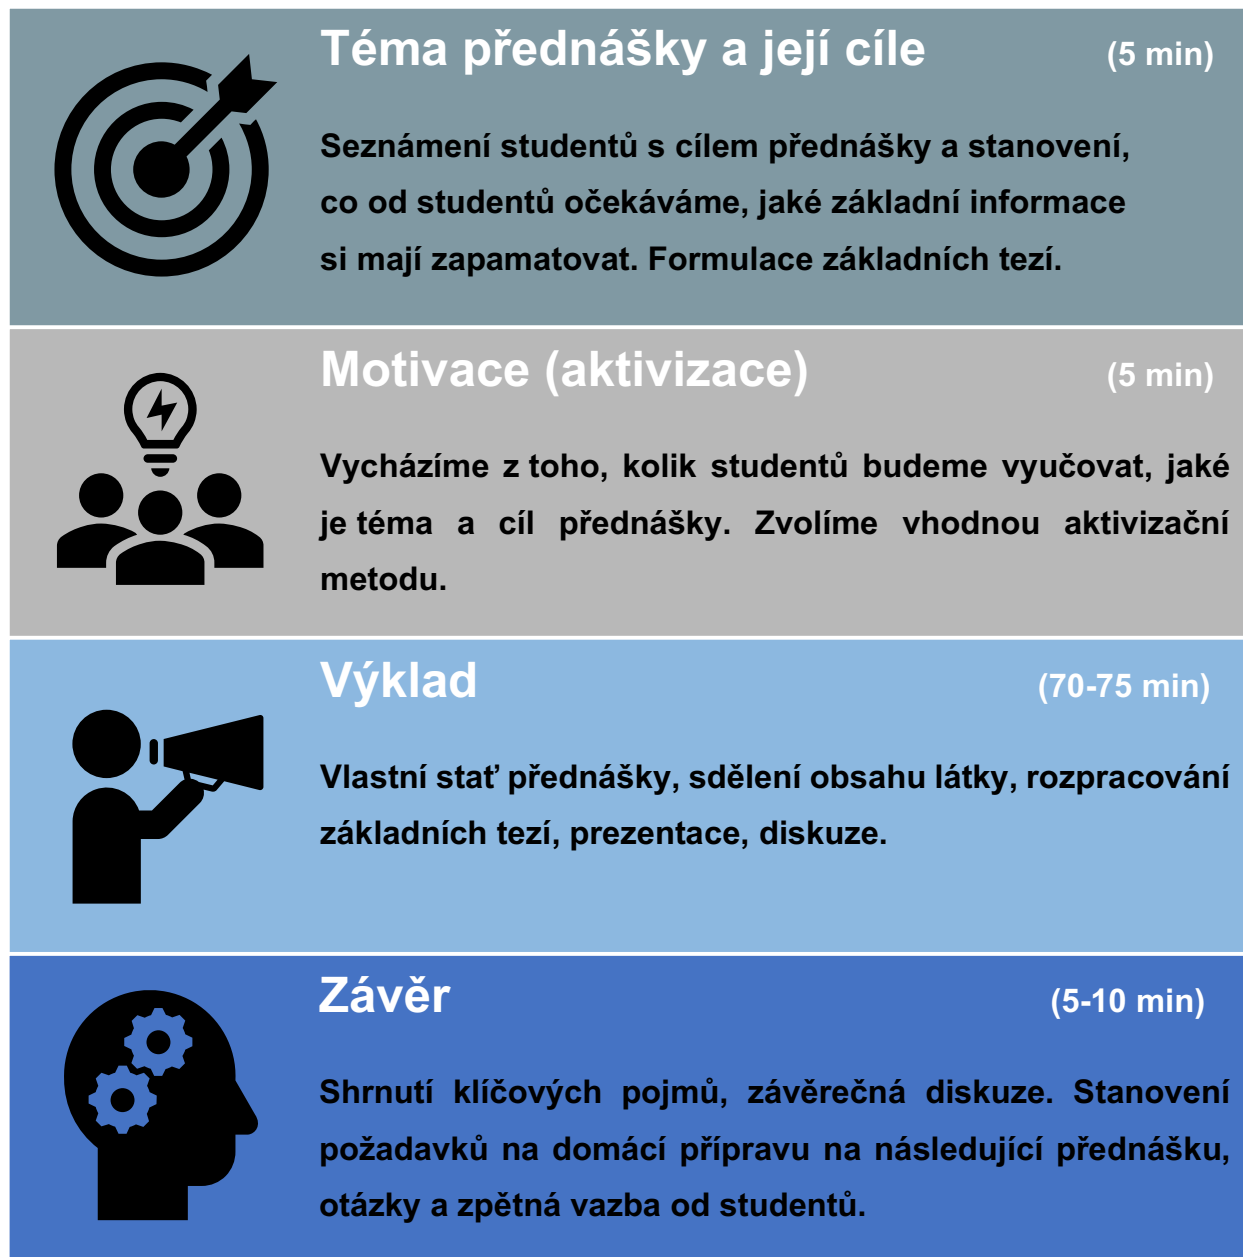 Téma přednášky a její cíle (5 min)
Seznámení studentů s cílem přednášky a stanovení,
co od studentů očekáváme, jaké základní informace
si mají zapamatovat. Formulace základních tezí.
Motivace (aktivizace) (5 min)
Vycházíme z toho, kolik studentů budeme vyučovat, jaké
je téma a cíl přednášky. Zvolíme vhodnou aktivizační
metodu.
Výklad (70-75 min)
Vlastní stať přednášky, sdělení obsahu látky, rozpracování
základních tezí, prezentace, diskuze.
Závěr (5-10 min)
Shrnutí klíčových pojmů, závěrečná diskuze. Stanovení
požadavků na domácí přípravu na následující přednášku,
otázky a zpětná vazba od studentů.